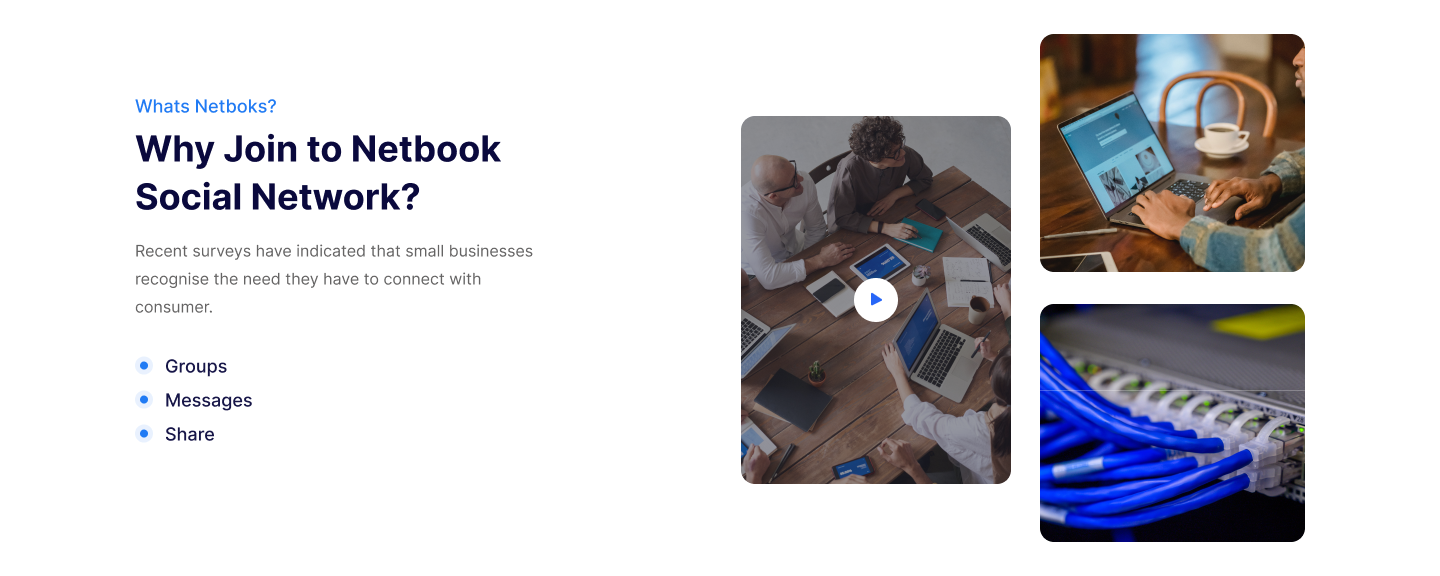 Whats Netboks?
Why Join to Netbook
Social Network?
Recent surveys have indicated that small businesses
recognise the need they have to connect with
consumer.
Groups
Messages
Share